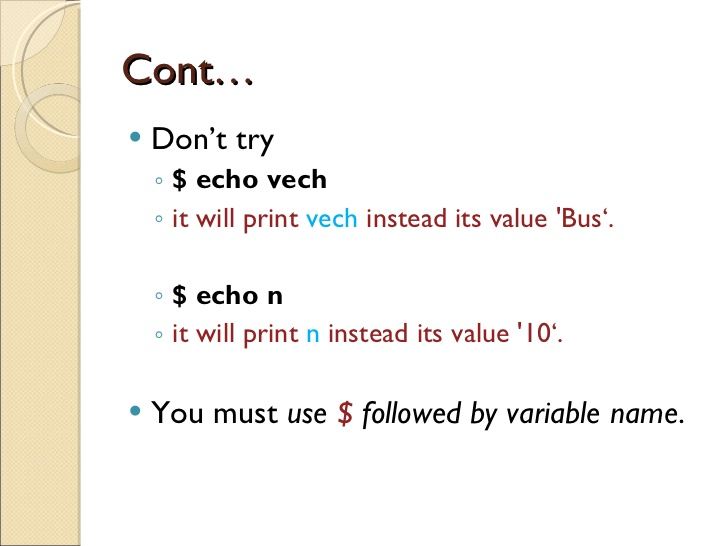 Cont…
• Don’t try
◦ $ echo vech
◦ it will print vech instead its value 'Bus‘.
◦ $ echo n
◦ it will print n instead its value '10‘.
• You must use $ followed by variable name.